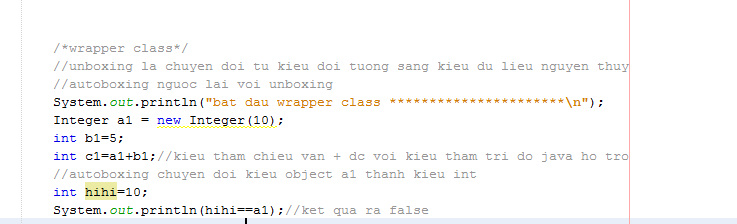 /*wrapper class*/
//unboxing la chuyen doi tu kieu doi tuong sang kieu du lieu nguyen thuy
//autoboxing nguoc lai voi unboxing
System.out.println("bat dau wrapper class **********************\n");
Integer a1 = new Integer(10);
int b1=5;
int c1=a1+b1;//kieu tham chieu van + dc voi kieu tham tri do java ho tro
//autoboxing chuyen doi kieu object a1 thanh kieu int
int hihi=10;
System.out.println(hihi==a1);//ket qua ra false